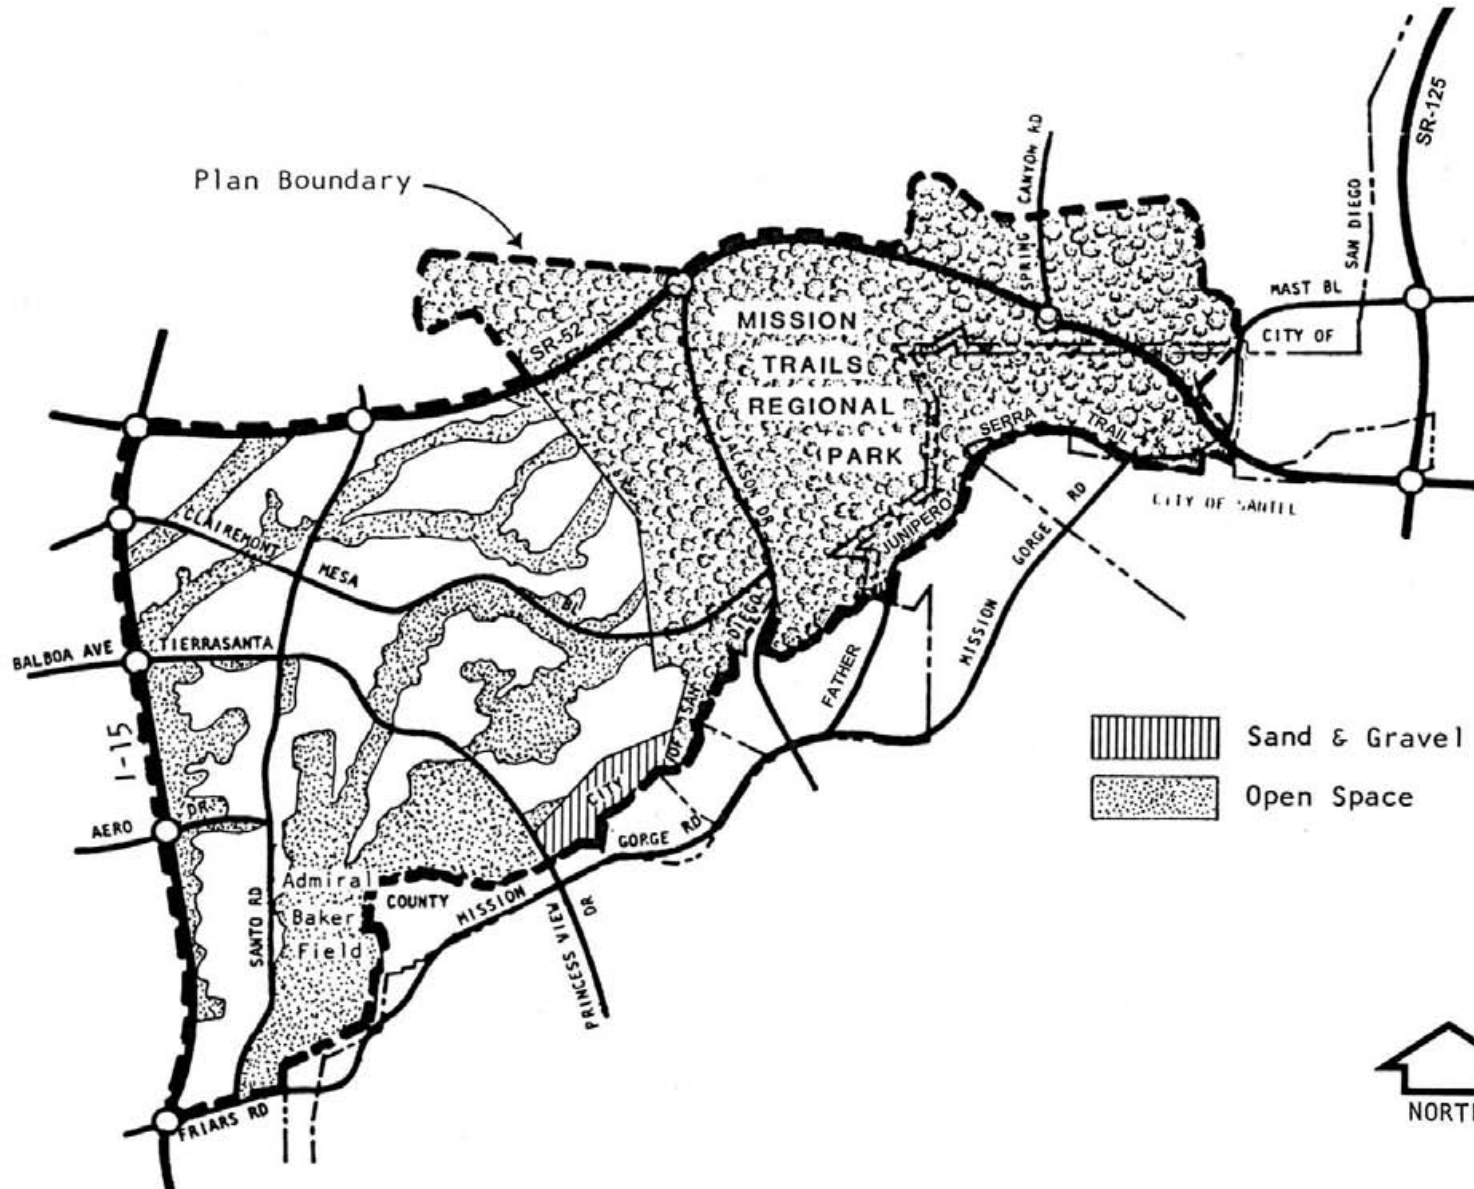 Plan Boundary
SPRING CANYON RD
SR-125
SAN DIEGO
MAST BL
CITY OF
SR-52
MISSION
TRAILS
REGIONAL
PARK
SERRA
TRAIL
JUNIPERO
DR
CLAIREMONT
MESA
BALBOA AVE
TIERRASANTA
I-15
AERO
DR
SANTO RD
Admiral
Baker
Field
COUNTY
MISSION
GORGE RD
PRINCESS VIEW
DR
CITY
OF
SAN
DIEGO
FATHER
MISSION
GORGE
RD
CITY OF
FRIARS RD
Sand & Gravel
Open Space